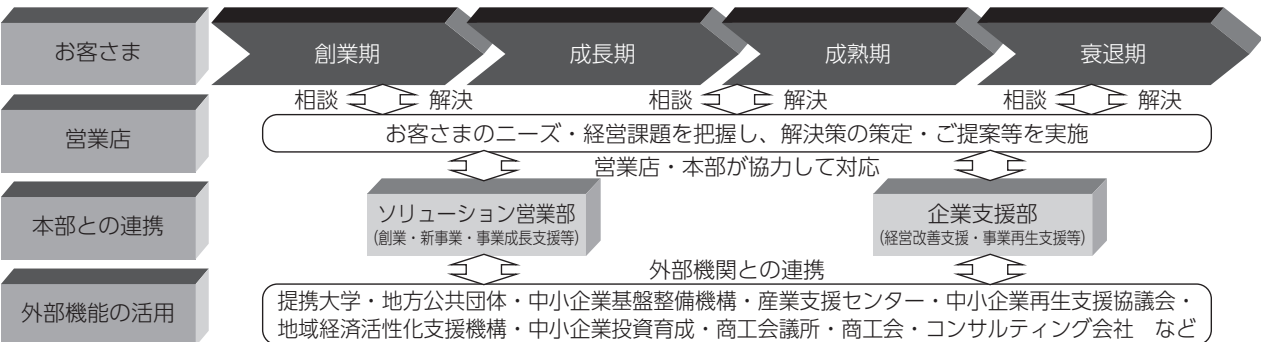 お客さま
創業期
成長期
成熟期
衰退期
相談 解決
相談 解決
相談 解決
営業店
お客さまのニーズ・経営課題を把握し、解決策の策定・ご提案等を実施
営業店・本部が協力して対応
本部との連携
ソリューション営業部
(創業・新事業・事業成長支援等)
企業支援部
(経営改善支援・事業再生支援等)
外部機関との連携
外部機能の活用
提携大学・地方公共団体・中小企業基盤整備機構・産業支援センター・中小企業再生支援協議会・
地域経済活性化支援機構・中小企業投資育成・商工会議所・商工会・コンサルティング会社　など